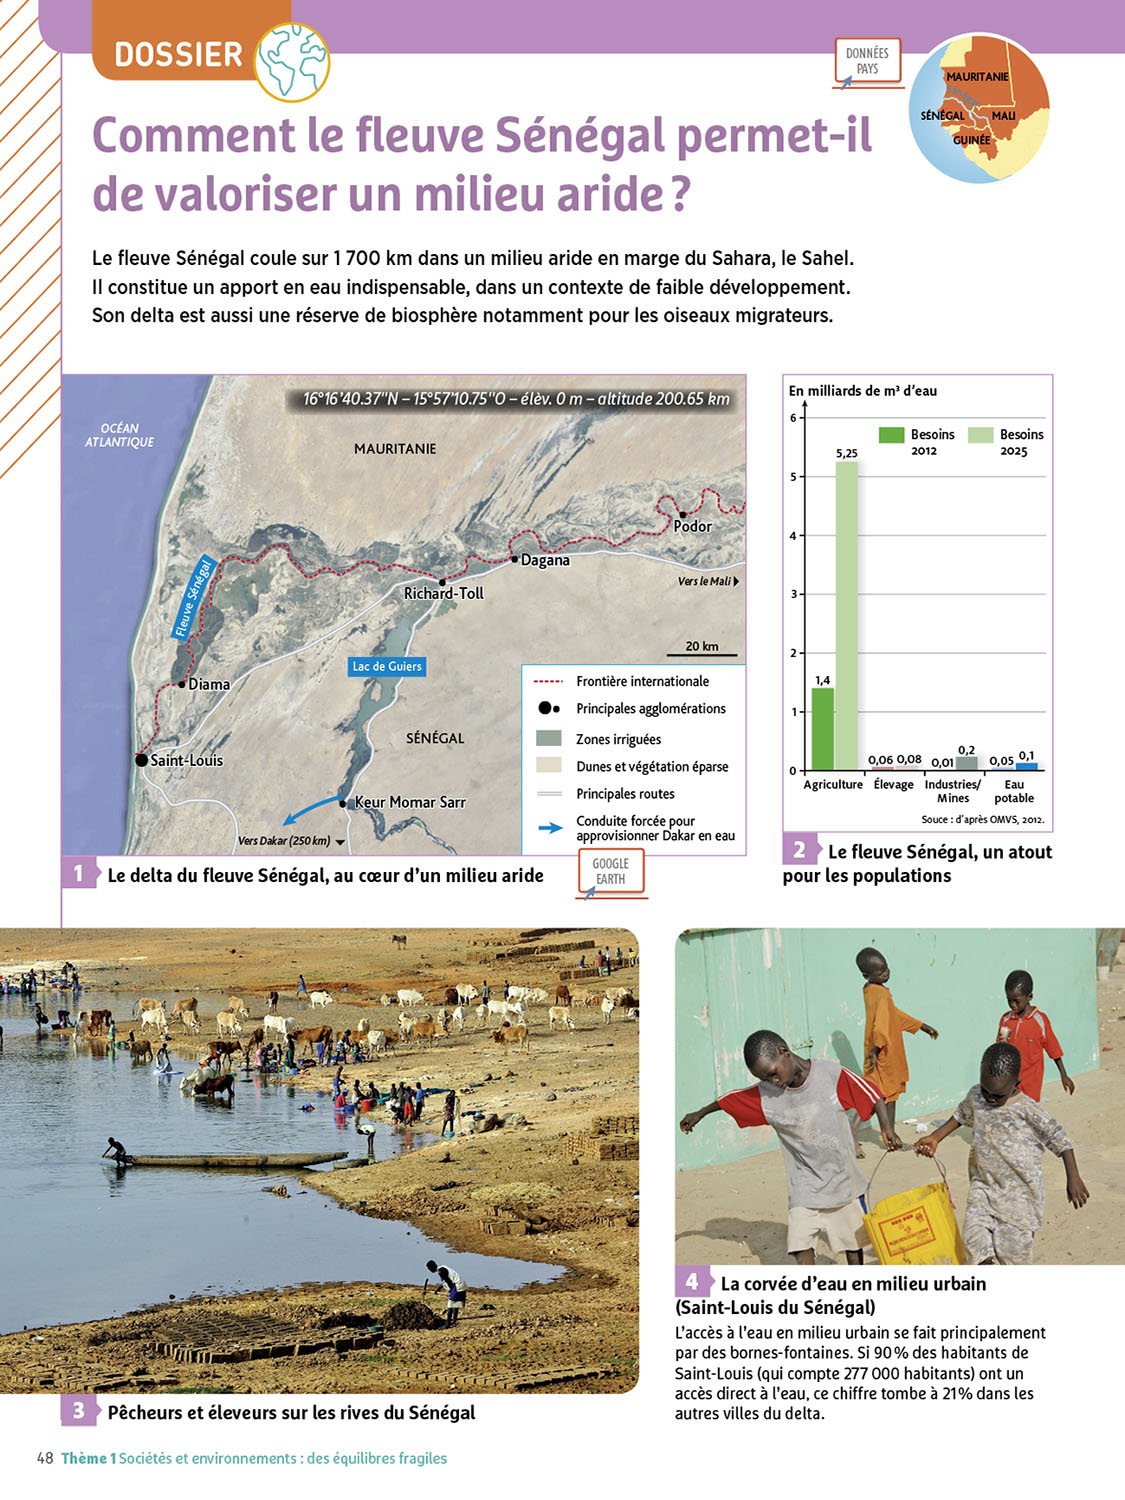 DOSSIER
DONNÉES
PAYS
MAURITANIE
SÉNÉGAL
MALI
GUINÉE
Comment le fleuve Sénégal permet-il
de valoriser un milieu aride ?
Le fleuve Sénégal coule sur 1 700 km dans un milieu aride en marge du Sahara, le Sahel.
Il constitue un apport en eau indispensable, dans un contexte de faible développement.
Son delta est aussi une réserve de biosphère notamment pour les oiseaux migrateurs.
16°16'40.37"N – 15°57'10.75"O – élèv. 0 m – altitude 200.65 km
OCÉAN
ATLANTIQUE
MAURITANIE
Podor
Dagana
Fleuve Sénégal
Vers le Mali
Richard-Toll
20 km
Lac de Guiers
Diama
SÉNÉGAL
Saint-Louis
Keur Momar Sarr
Vers Dakar (250 km)
Frontière internationale
Principales agglomérations
Zones irriguées
Dunes et végétation éparse
Principales routes
Conduite forcée pour
approvisionner Dakar en eau
1 Le delta du fleuve Sénégal, au cœur d'un milieu aride
GOOGLE
EARTH
En milliards de m³ d'eau
6
Besoins
2012
Besoins
2025
5,25
5
4
3
2
1,4
1
0,06 0,08
0,01
0,2
0,05
0,1
0
Agriculture
Élevage
Industries/
Mines
Eau
potable
Souce : d'après OMVS, 2012.
2 Le fleuve Sénégal, un atout
pour les populations
3 Pêcheurs et éleveurs sur les rives du Sénégal
4 La corvée d'eau en milieu urbain
(Saint-Louis du Sénégal)
L'accès à l'eau en milieu urbain se fait principalement
par des bornes-fontaines. Si 90 % des habitants de
Saint-Louis (qui compte 277 000 habitants) ont un
accès direct à l'eau, ce chiffre tombe à 21 % dans les
autres villes du delta.
48 Thème 1 Sociétés et environnements : des équilibres fragiles